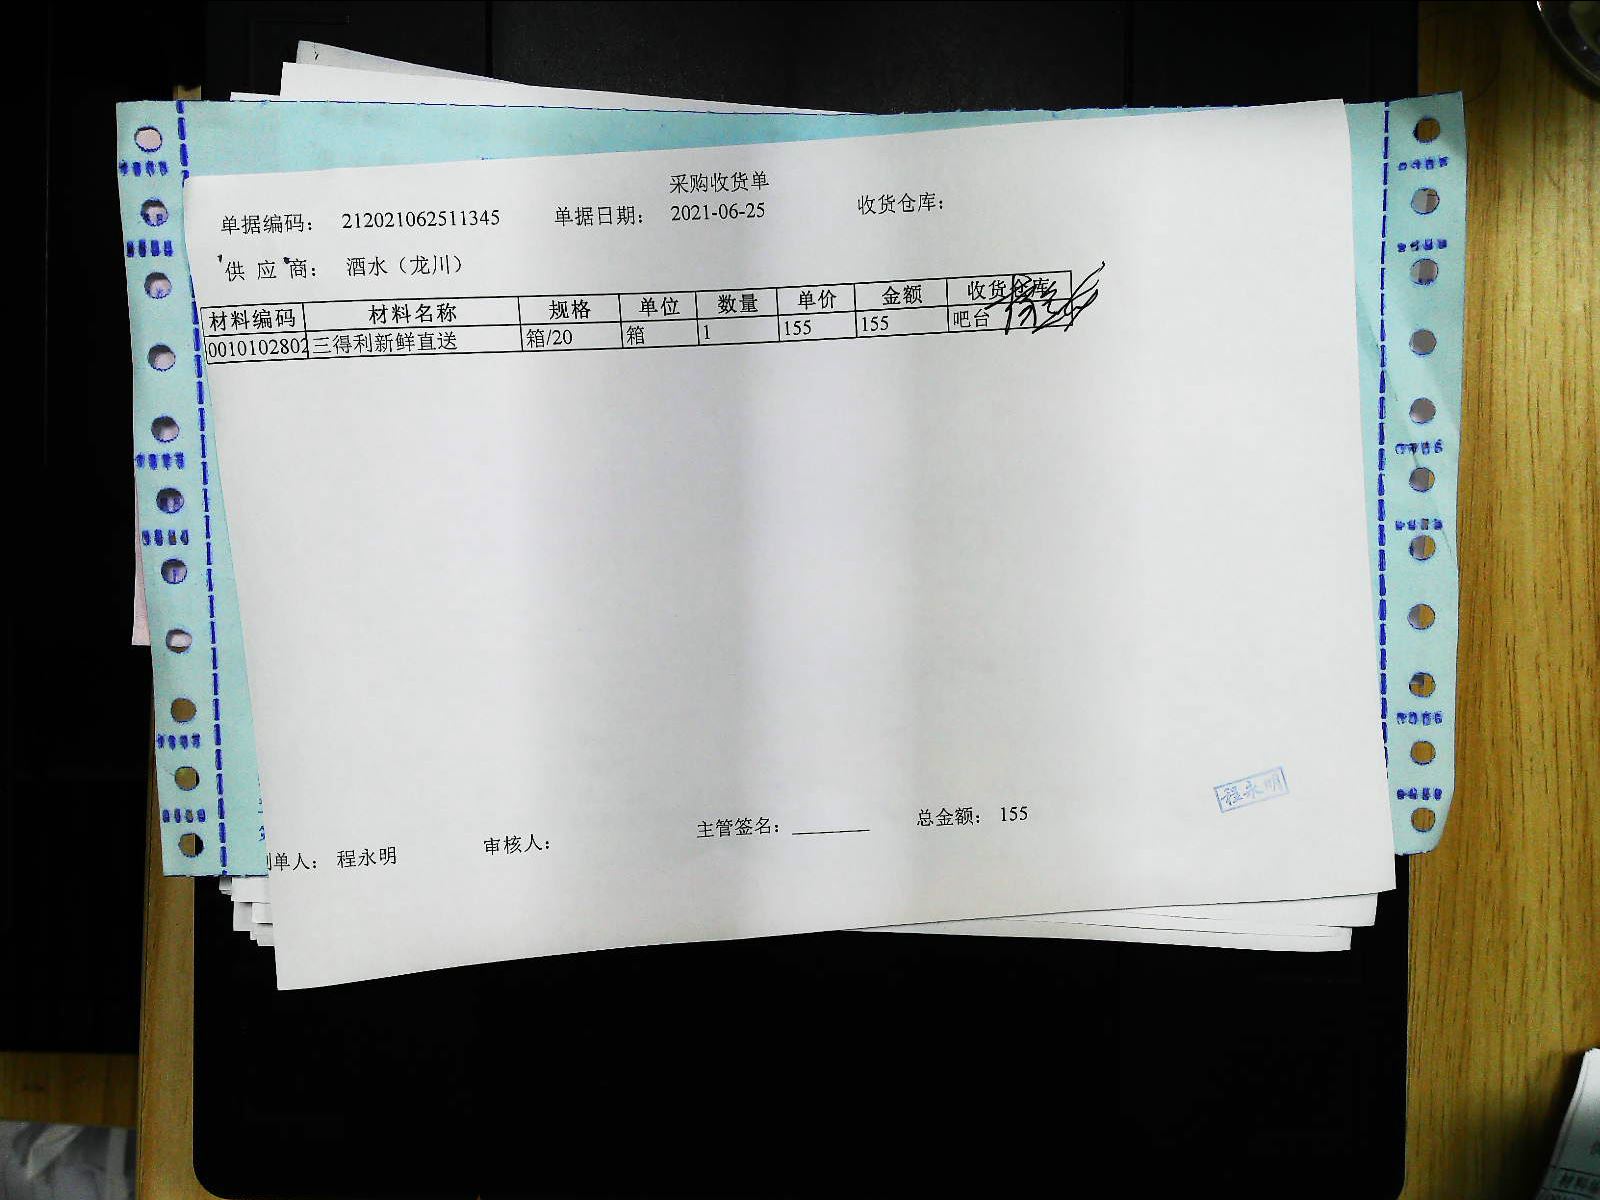 采购收货单
单据编码： 212021062511345 单据日期： 2021-06-25 收货仓库：
供 应 商： 酒水（龙川）
材料编码 材料名称 规格 单位 数量 单价 金额 收货仓库
0010102802 三得利新鲜直送 箱/20 箱 1 155 155 吧台
程永明
主管签名：________ 总金额： 155
单人： 程永明 审核人：